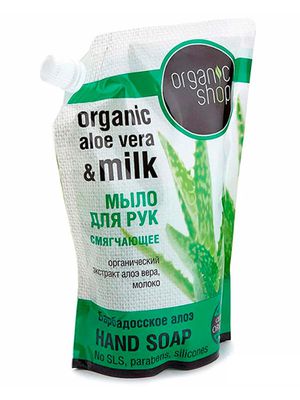 organic
shop
organic
aloe vera
& milk
МЫЛО
ДЛЯ РУК
СМЯГЧАЮЩЕЕ
органический
экстракт алоэ вера,
молоко
Барбадосское алоэ
HAND SOAP
No SLS, parabens, silicones